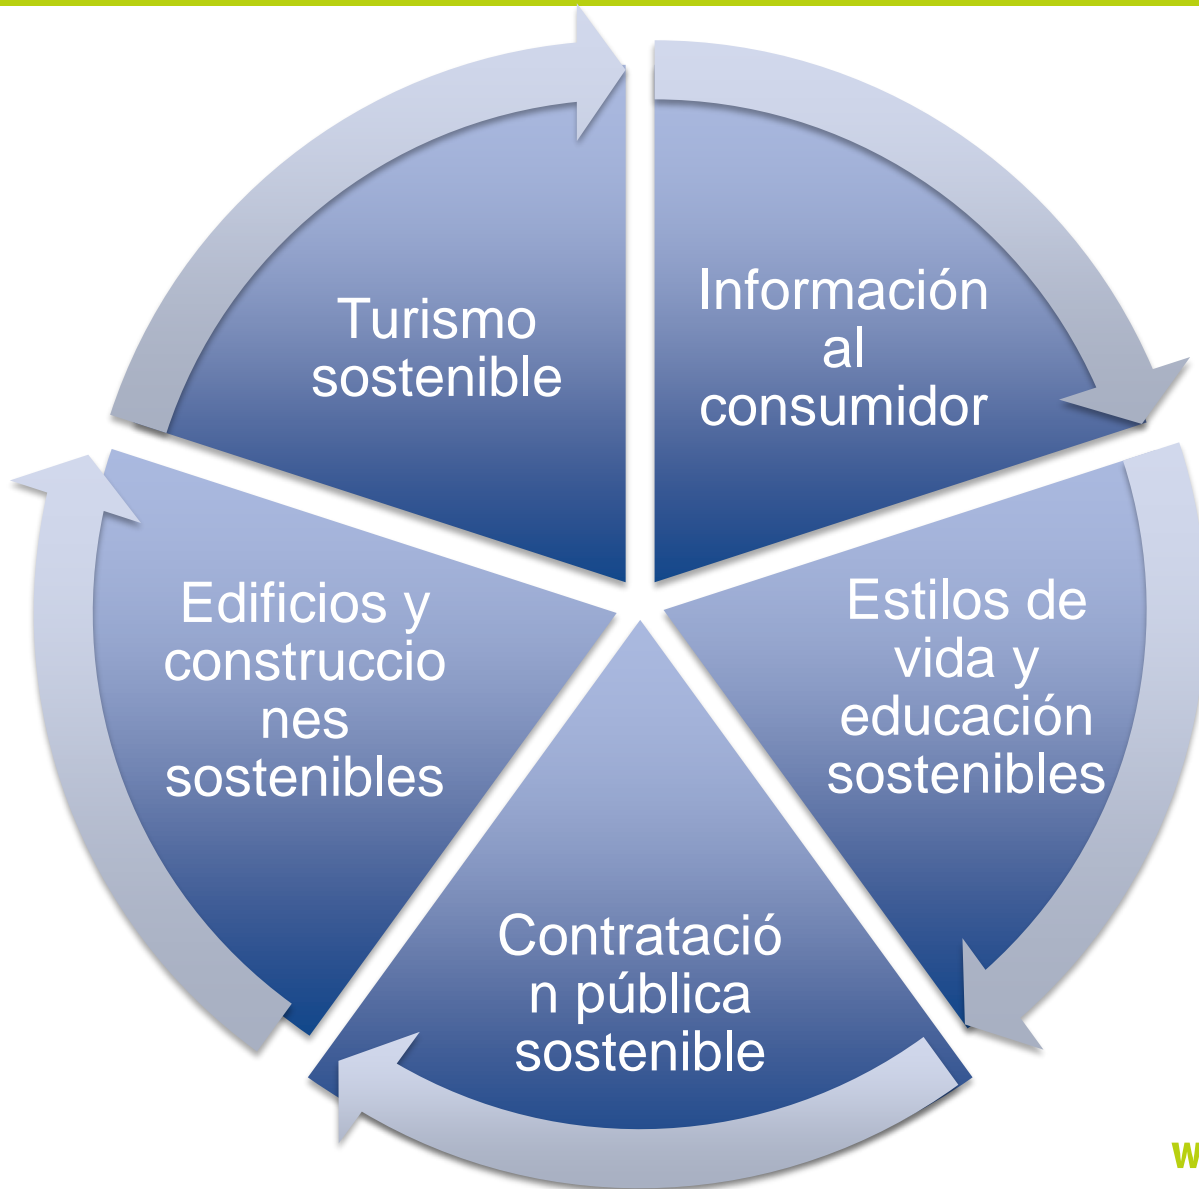 Información
al
consumidor
Estilos de
vida y
educación
sostenibles
Contratació
n pública
sostenible
Edificios y
construccio
nes
sostenibles
Turismo
sostenible
w